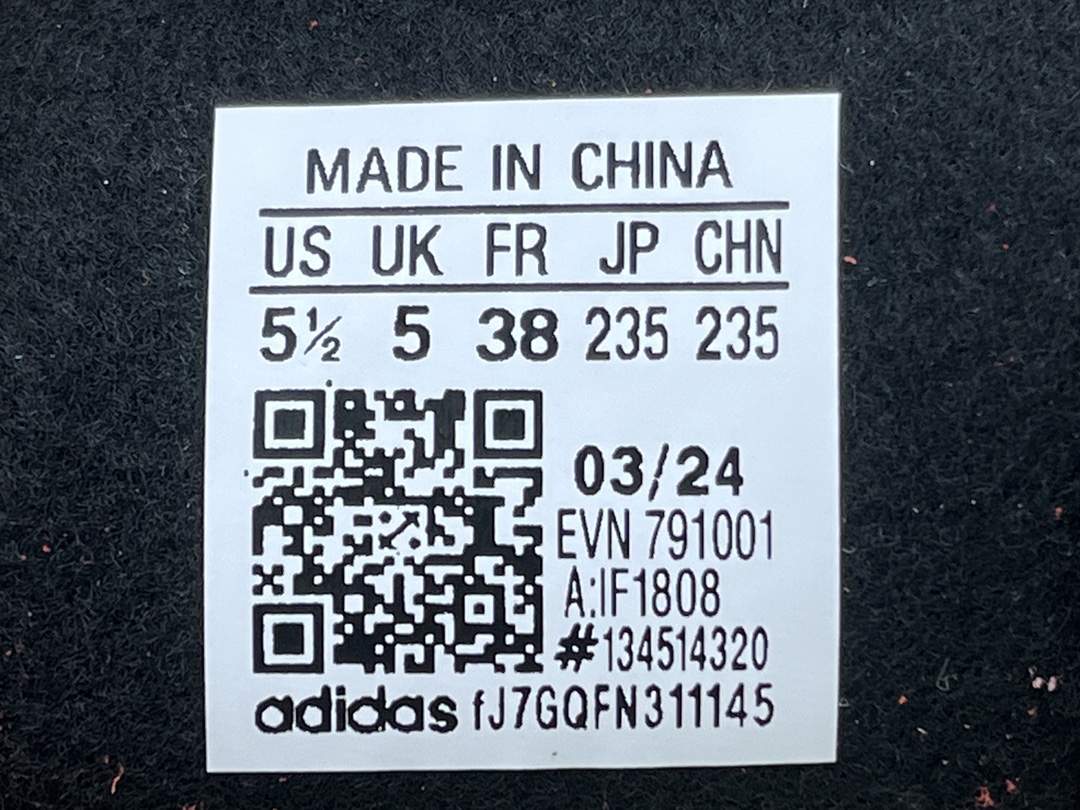 MADE IN CHINA
US UK FR JP CHN
5½ 5 38 235 235
03/24
EVN 791001
A:IF1808
#134514320
adidas fJ7GQFN311145